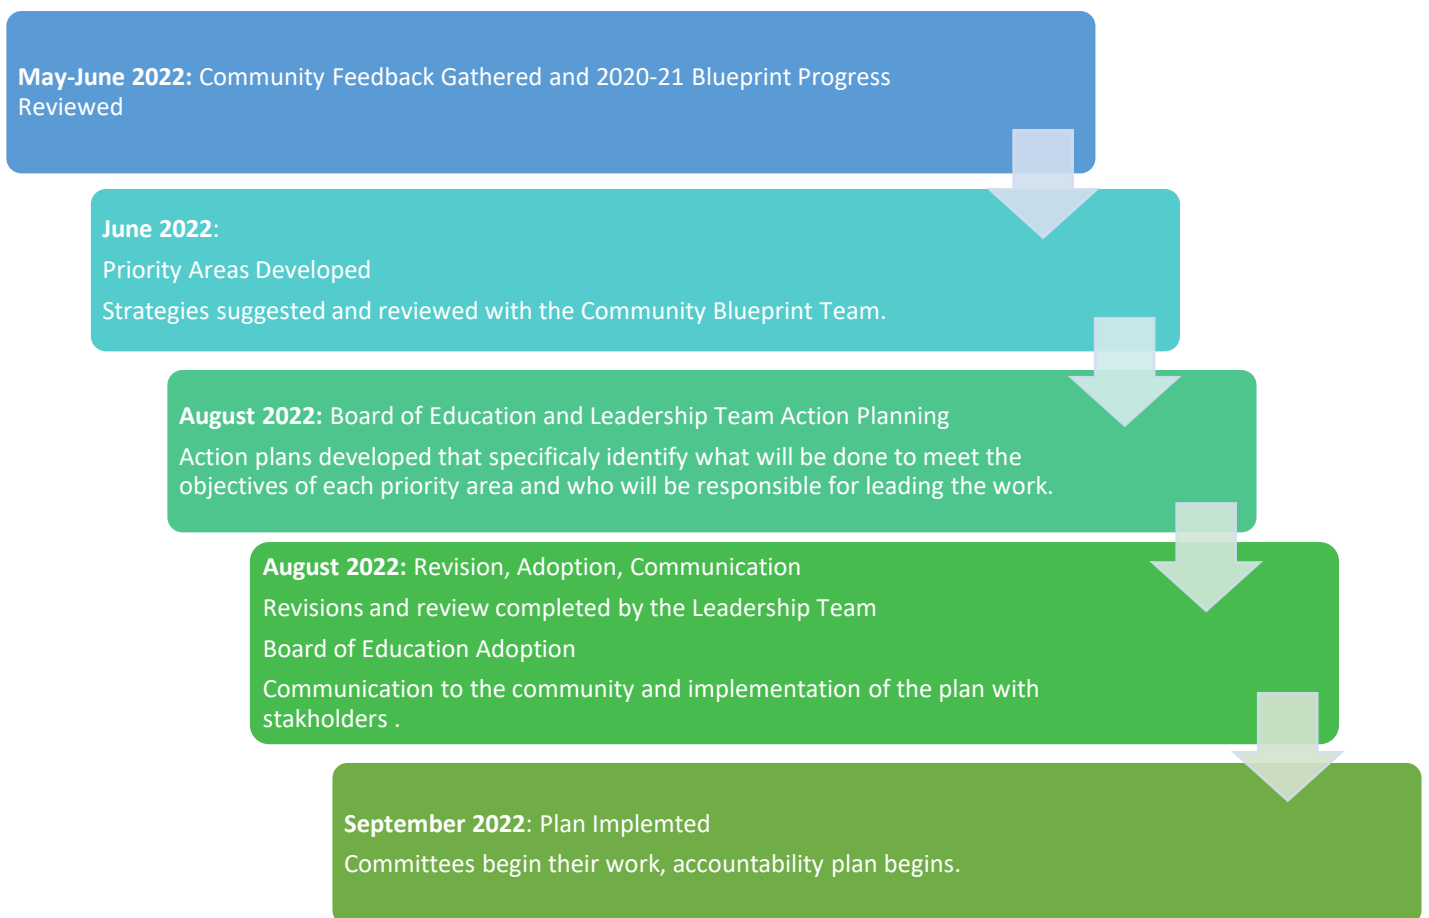 May-June 2022: Community Feedback Gathered and 2020-21 Blueprint Progress
Reviewed
June 2022:
Priority Areas Developed
Strategies suggested and reviewed with the Community Blueprint Team.
August 2022: Board of Education and Leadership Team Action Planning
Action plans developed that specificaly identify what will be done to meet the
objectives of each priority area and who will be responsible for leading the work.
August 2022: Revision, Adoption, Communication
Revisions and review completed by the Leadership Team
Board of Education Adoption
Communication to the community and implementation of the plan with
stakholders .
September 2022: Plan Implemted
Committees begin their work, accountability plan begins.